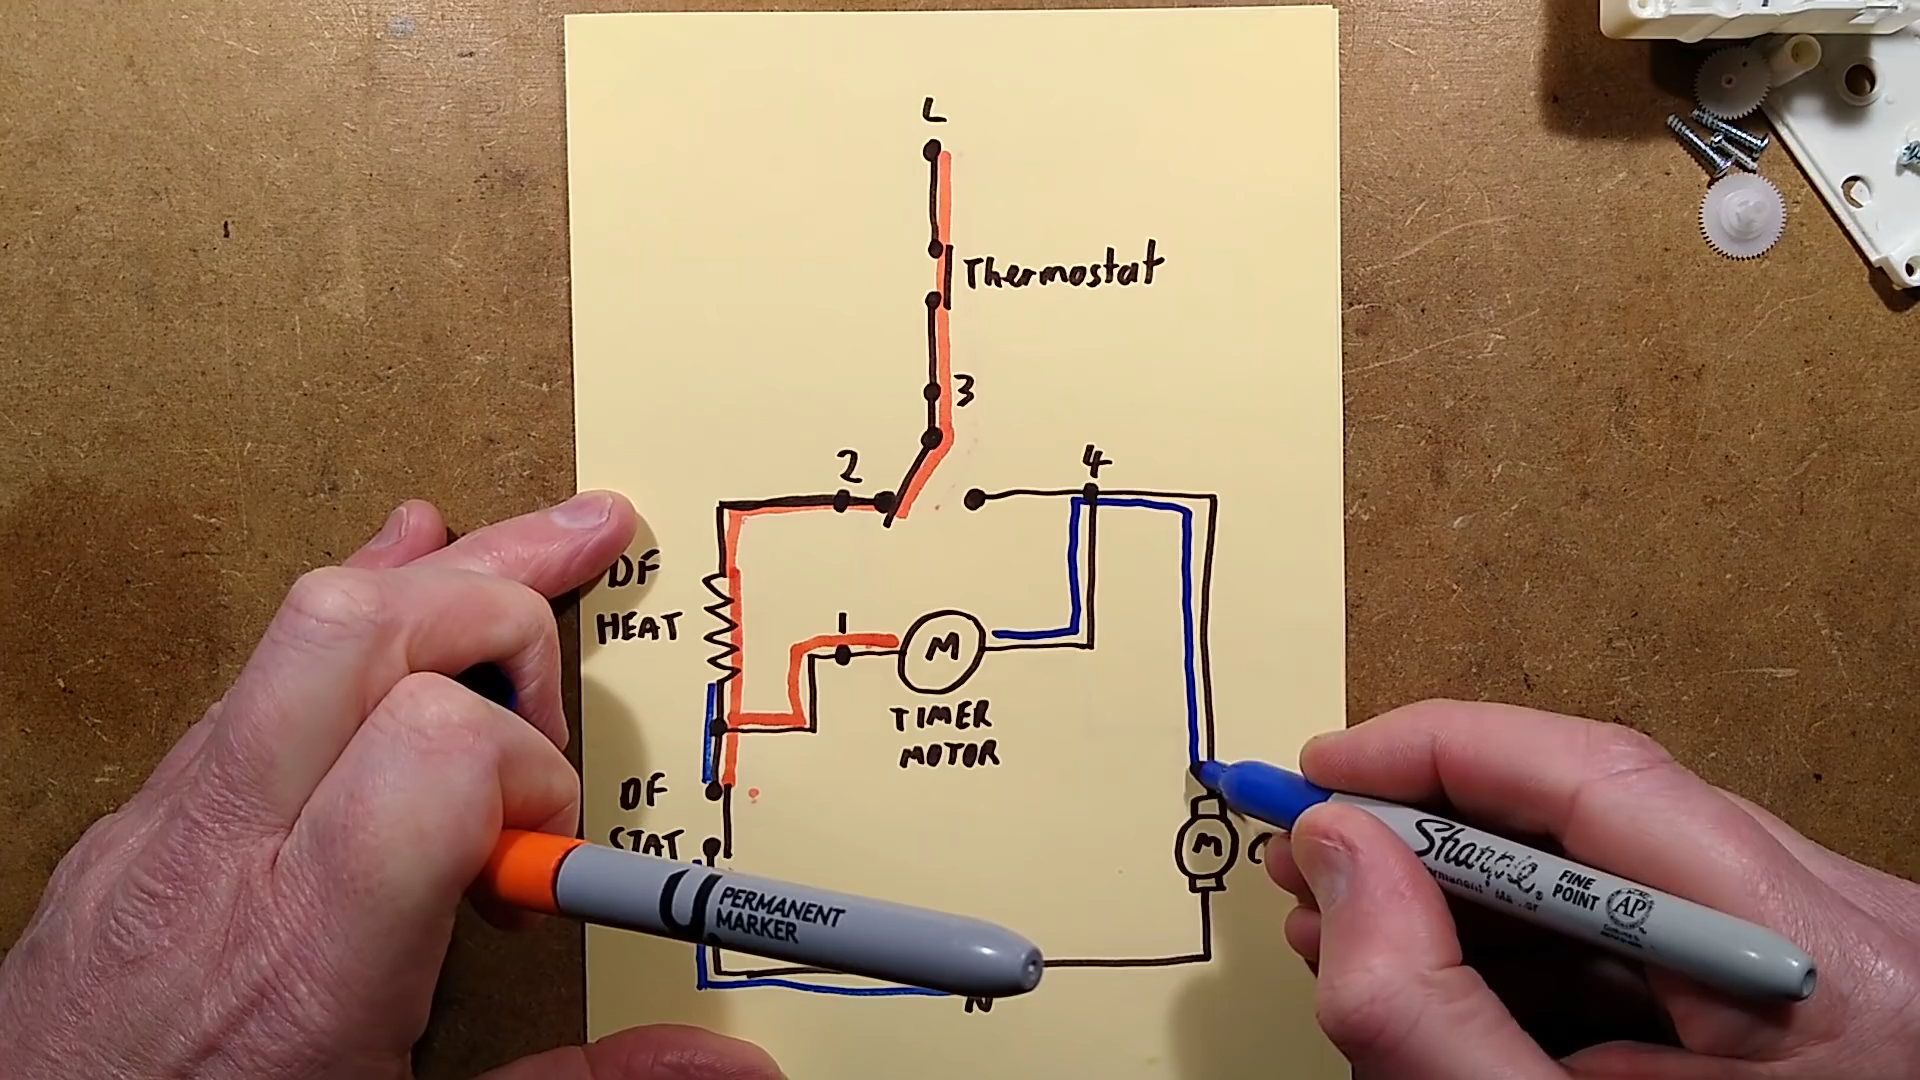 L
Thermostat
3
2
4
DF
HEAT
1
M
TIMER
MOTOR
DF
STAT
M
C
Sharpie
FINE
POINT
AP
PERMANENT
MARKER
N